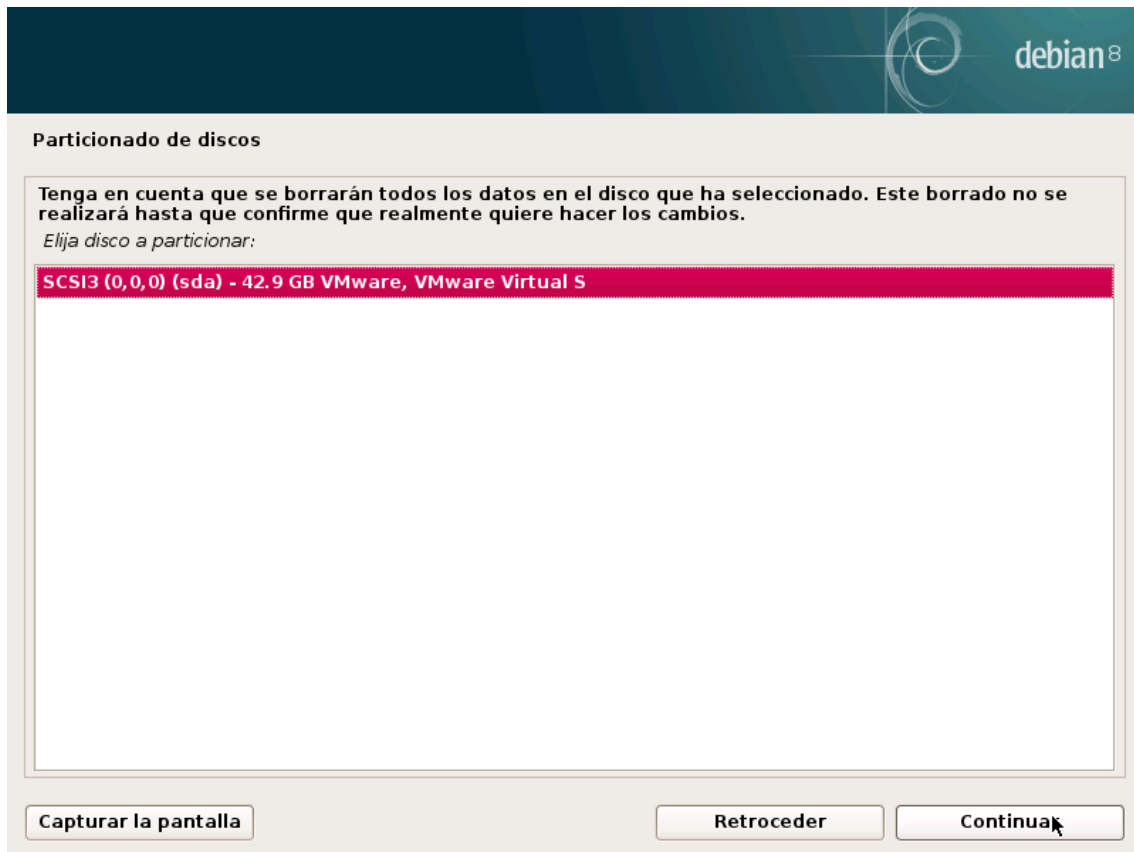 debian 8
Particionado de discos
Tenga en cuenta que se borrarán todos los datos en el disco que ha seleccionado. Este borrado no se
realizará hasta que confirme que realmente quiere hacer los cambios.
Elija disco a particionar:
SCSI3 (0,0,0) (sda) - 42.9 GB VMware, VMware Virtual S
Capturar la pantalla
Retroceder
Continuar